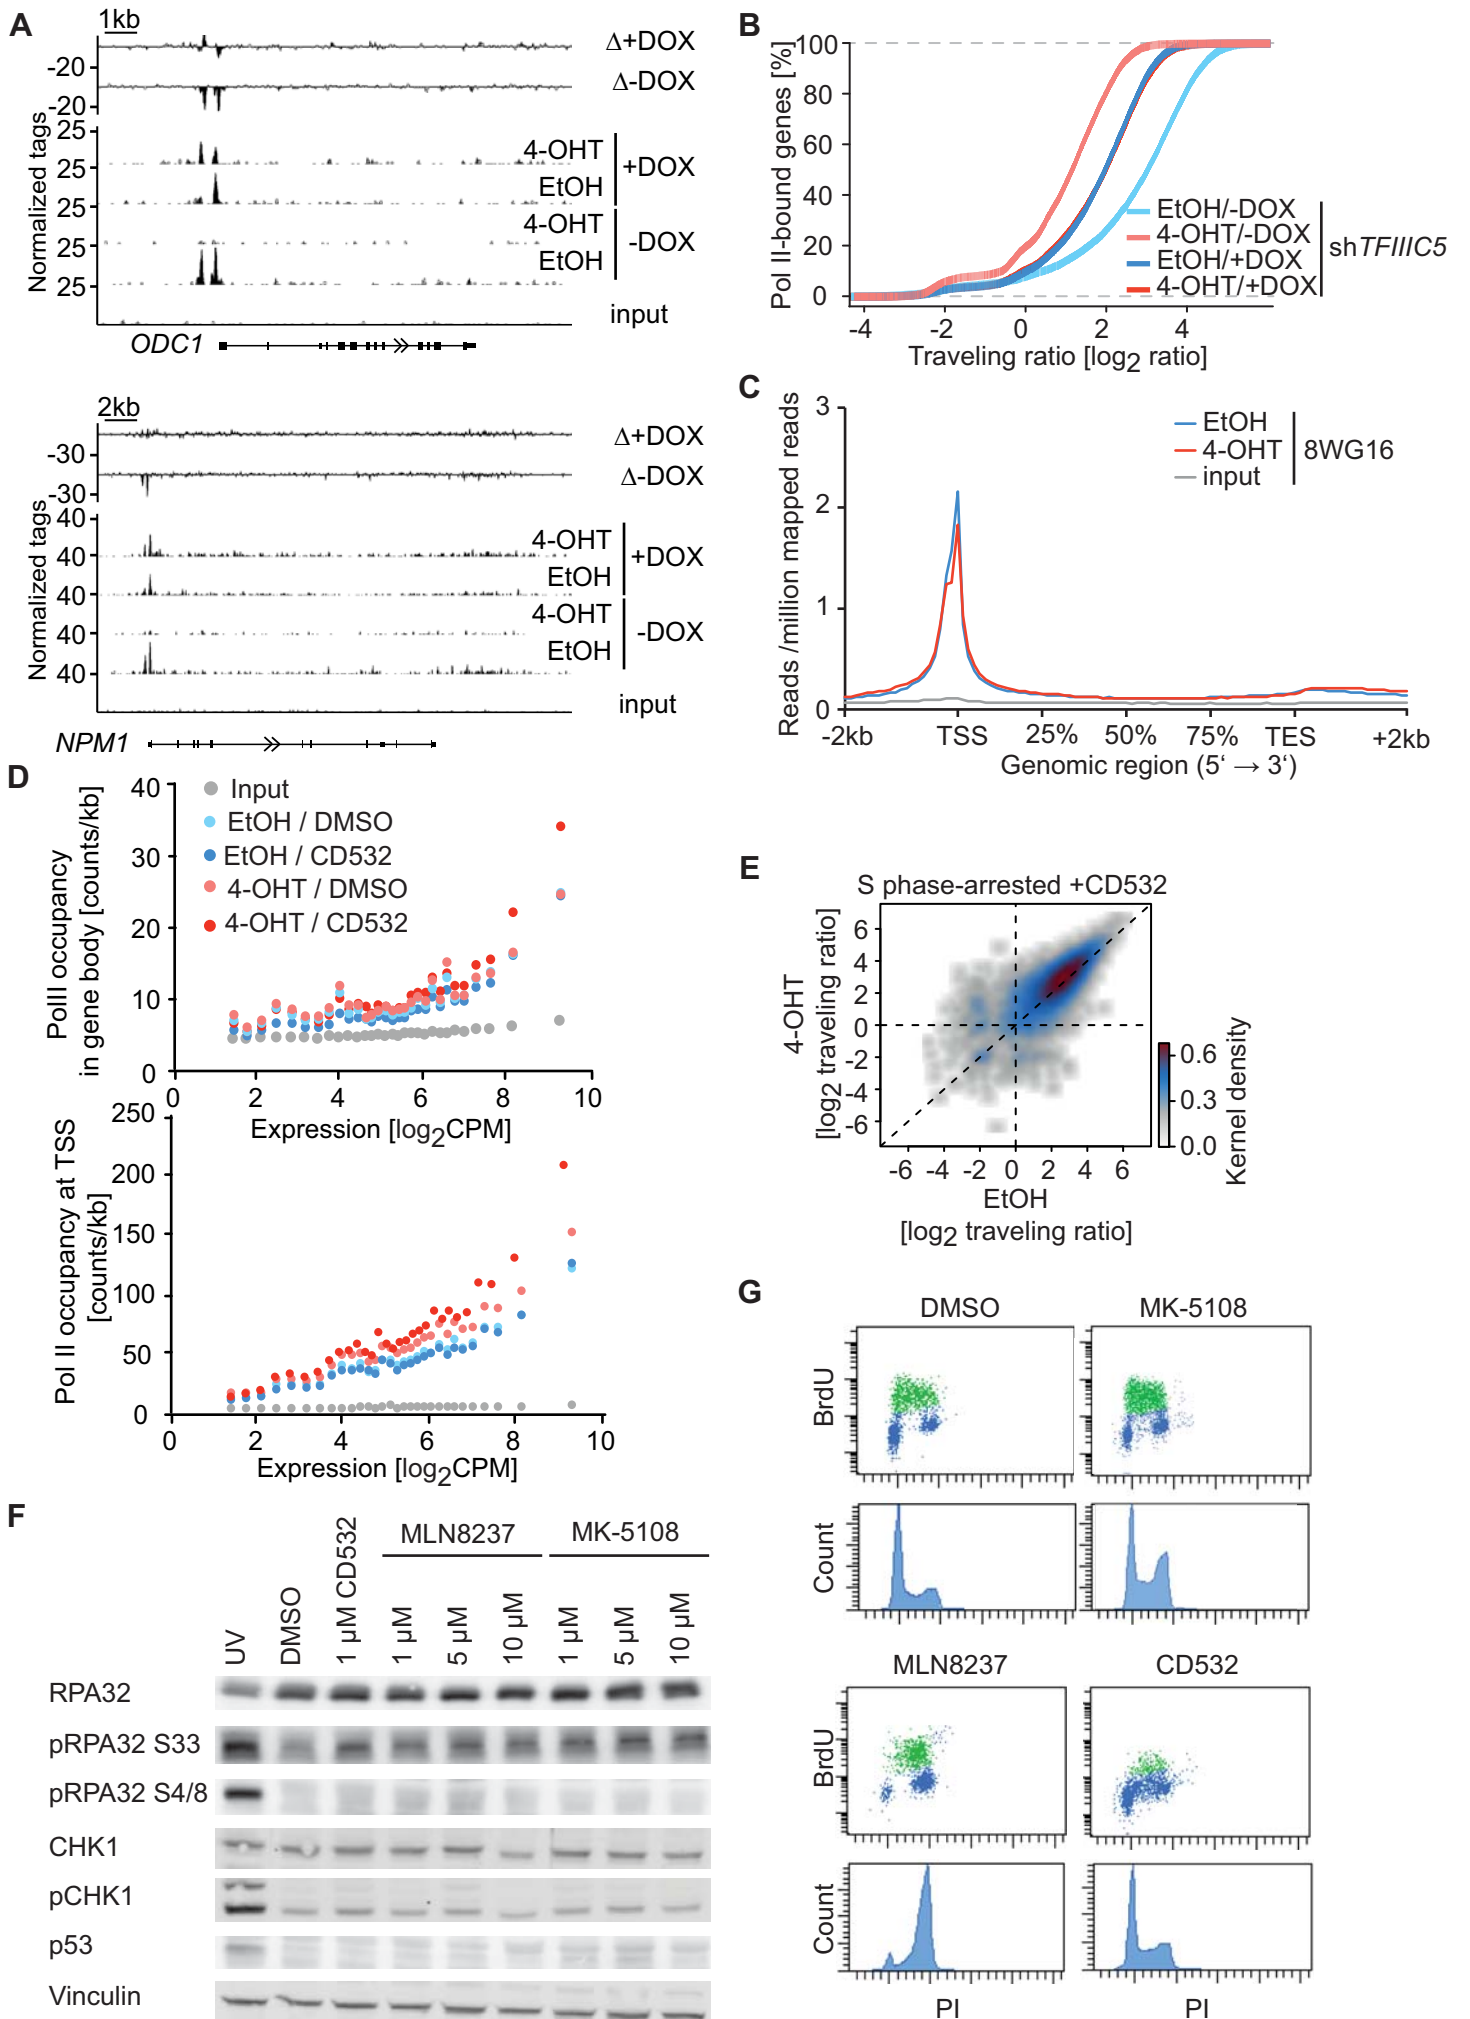 A
1kb
Δ+DOX
-20
Δ-DOX
-20
Normalized tags
25
4-OHT
25
+DOX
EtOH
25
4-OHT
25
-DOX
EtOH
25
input
ODC1
2kb
Δ+DOX
-30
Δ-DOX
-30
Normalized tags
40
4-OHT
40
+DOX
EtOH
40
4-OHT
40
-DOX
EtOH
40
input
NPM1
B
Pol II-bound genes [%]
100
80
60
40
20
0
EtOH/-DOX
4-OHT/-DOX
EtOH/+DOX
4-OHT/+DOX
shTFIIIC5
-4 -2 0 2 4
Traveling ratio [log2 ratio]
C
Reads /million mapped reads
3
2
1
0
EtOH
4-OHT
input
8WG16
-2kb TSS 25% 50% 75% TES +2kb
Genomic region (5‘ → 3‘)
D
PolII occupancy
in gene body [counts/kb]
40
30
20
10
0
Input
EtOH / DMSO
EtOH / CD532
4-OHT / DMSO
4-OHT / CD532
0 2 4 6 8 10
Expression [log2CPM]
Pol II occupancy at TSS
[counts/kb]
250
200
150
100
50
0
0 2 4 6 8 10
Expression [log2CPM]
E
S phase-arrested +CD532
4-OHT
[log2 traveling ratio]
6
4
2
0
-2
-4
-6
-6 -4 -2 0 2 4 6
EtOH
[log2 traveling ratio]
0.6
0.3
0.0
Kernel density
F
MLN8237 MK-5108
UV
DMSO
1 µM CD532
1 µM
5 µM
10 µM
1 µM
5 µM
10 µM
RPA32
pRPA32 S33
pRPA32 S4/8
CHK1
pCHK1
p53
Vinculin
G
DMSO MK-5108
BrdU
Count
MLN8237 CD532
BrdU
Count
PI PI